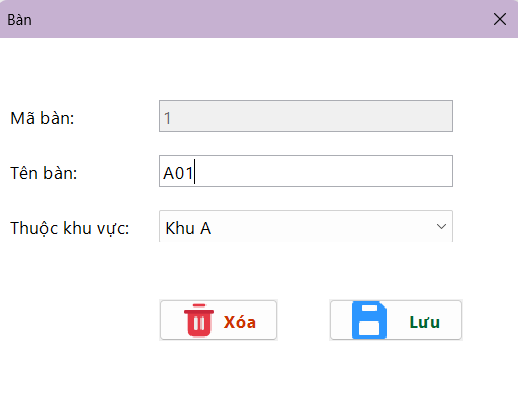 Bàn
Mã bàn: 1
Tên bàn: A01
Thuộc khu vực: Khu A
Xóa Lưu